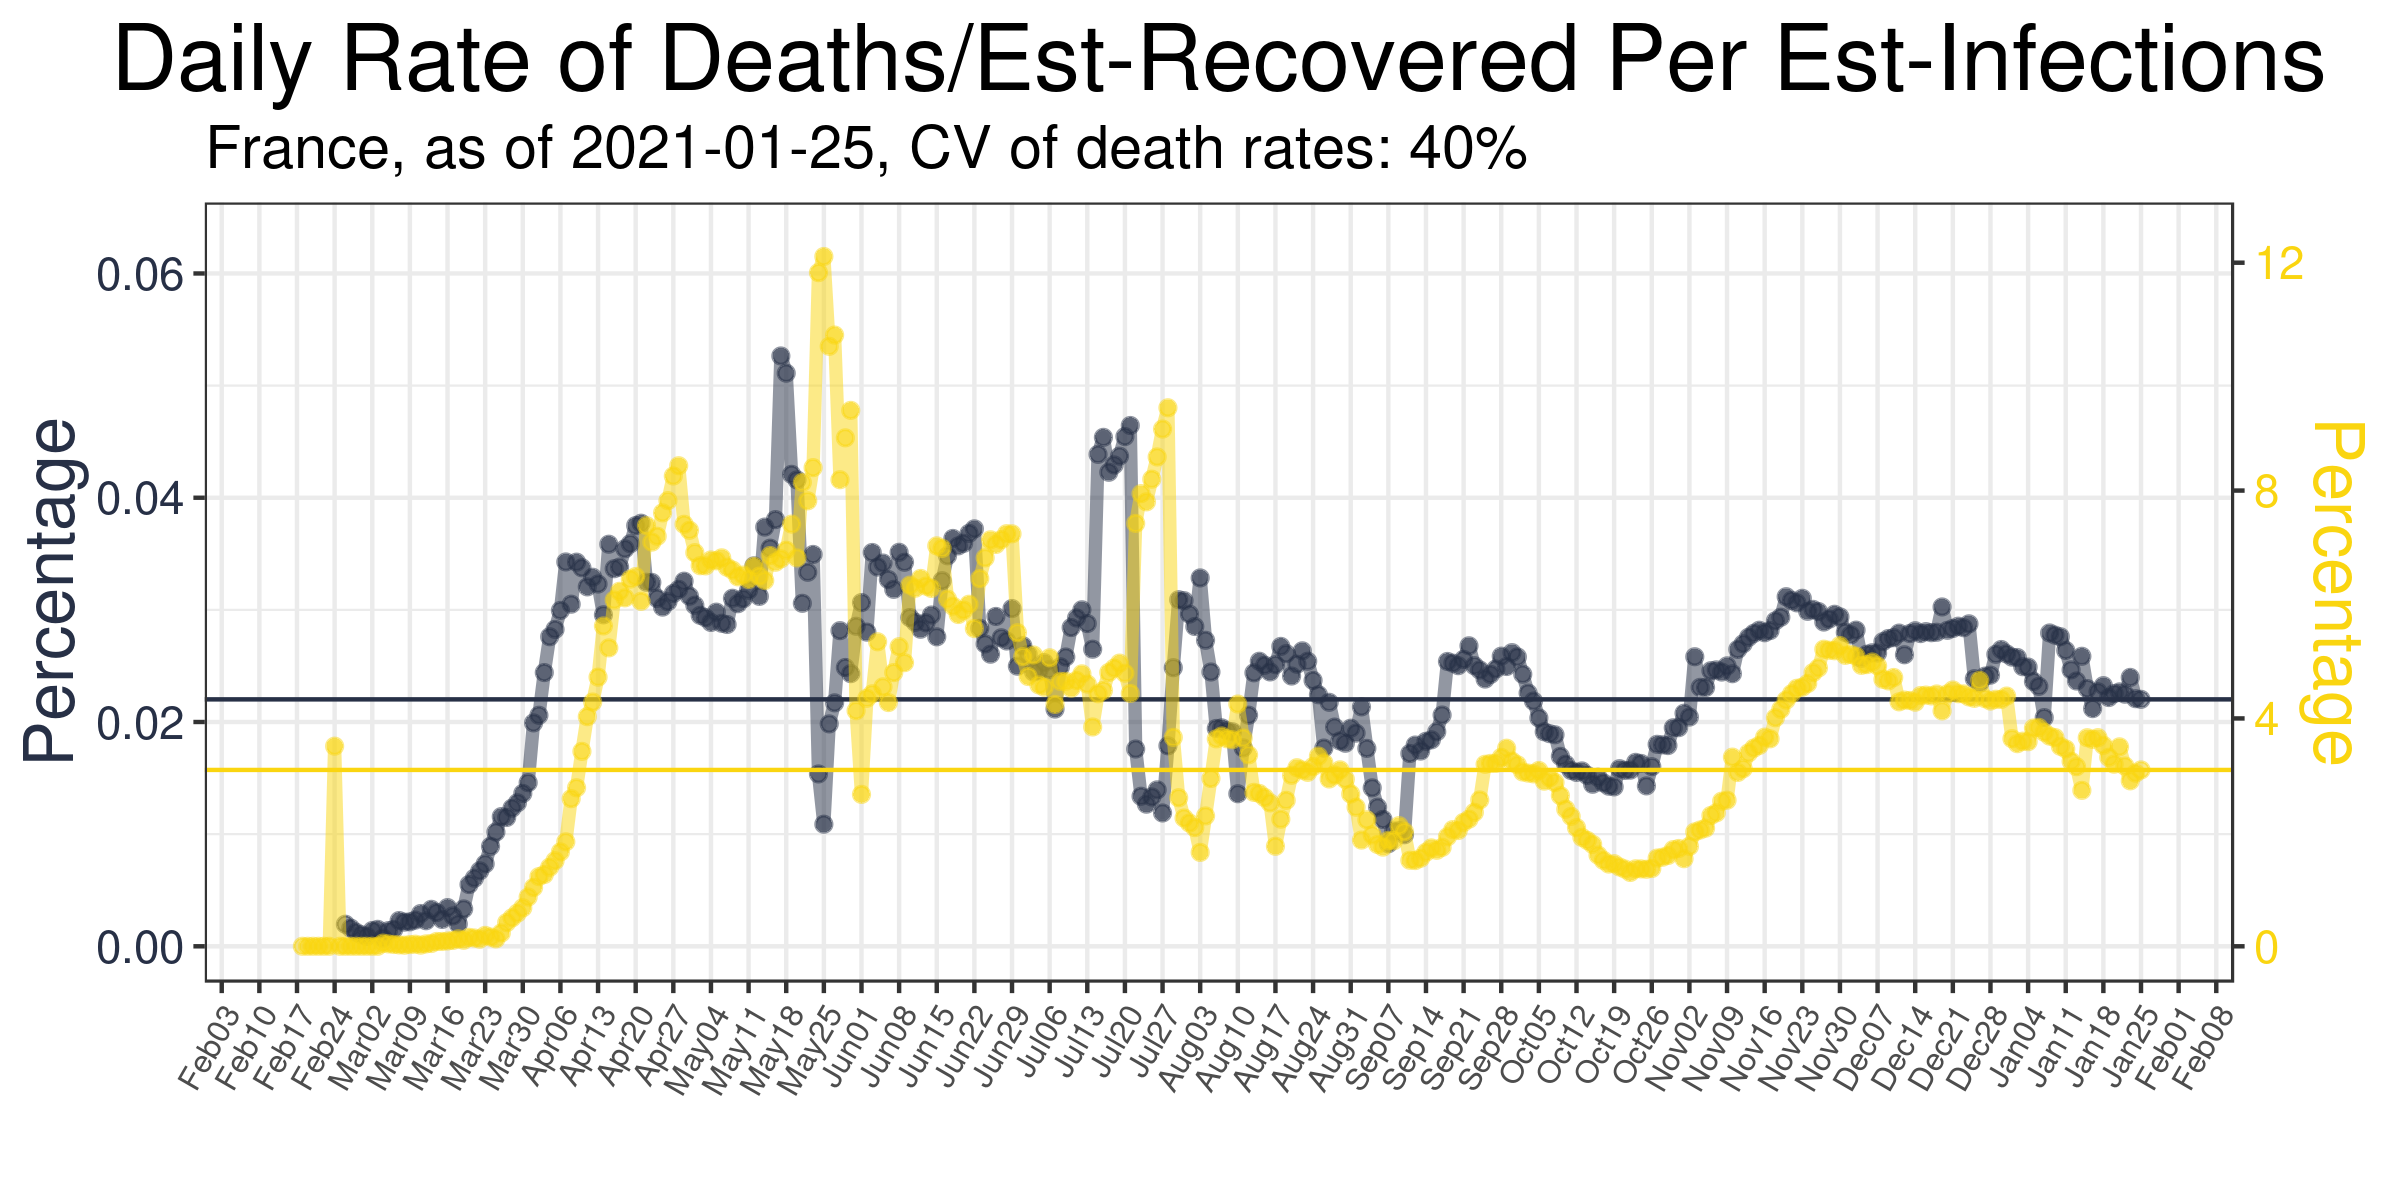 Daily Rate of Deaths/Est-Recovered Per Est-Infections
France, as of 2021-01-25, CV of death rates: 40%
Percentage
0.06
0.04
0.02
0.00
12
8
4
0
Percentage
Feb03
Feb10
Feb17
Feb24
Mar02
Mar09
Mar16
Mar23
Mar30
Apr06
Apr13
Apr20
Apr27
May04
May11
May18
May25
Jun01
Jun08
Jun15
Jun22
Jun29
Jul06
Jul13
Jul20
Jul27
Aug03
Aug10
Aug17
Aug24
Aug31
Sep07
Sep14
Sep21
Sep28
Oct05
Oct12
Oct19
Oct26
Nov02
Nov09
Nov16
Nov23
Nov30
Dec07
Dec14
Dec21
Dec28
Jan04
Jan11
Jan18
Jan25
Feb01
Feb08